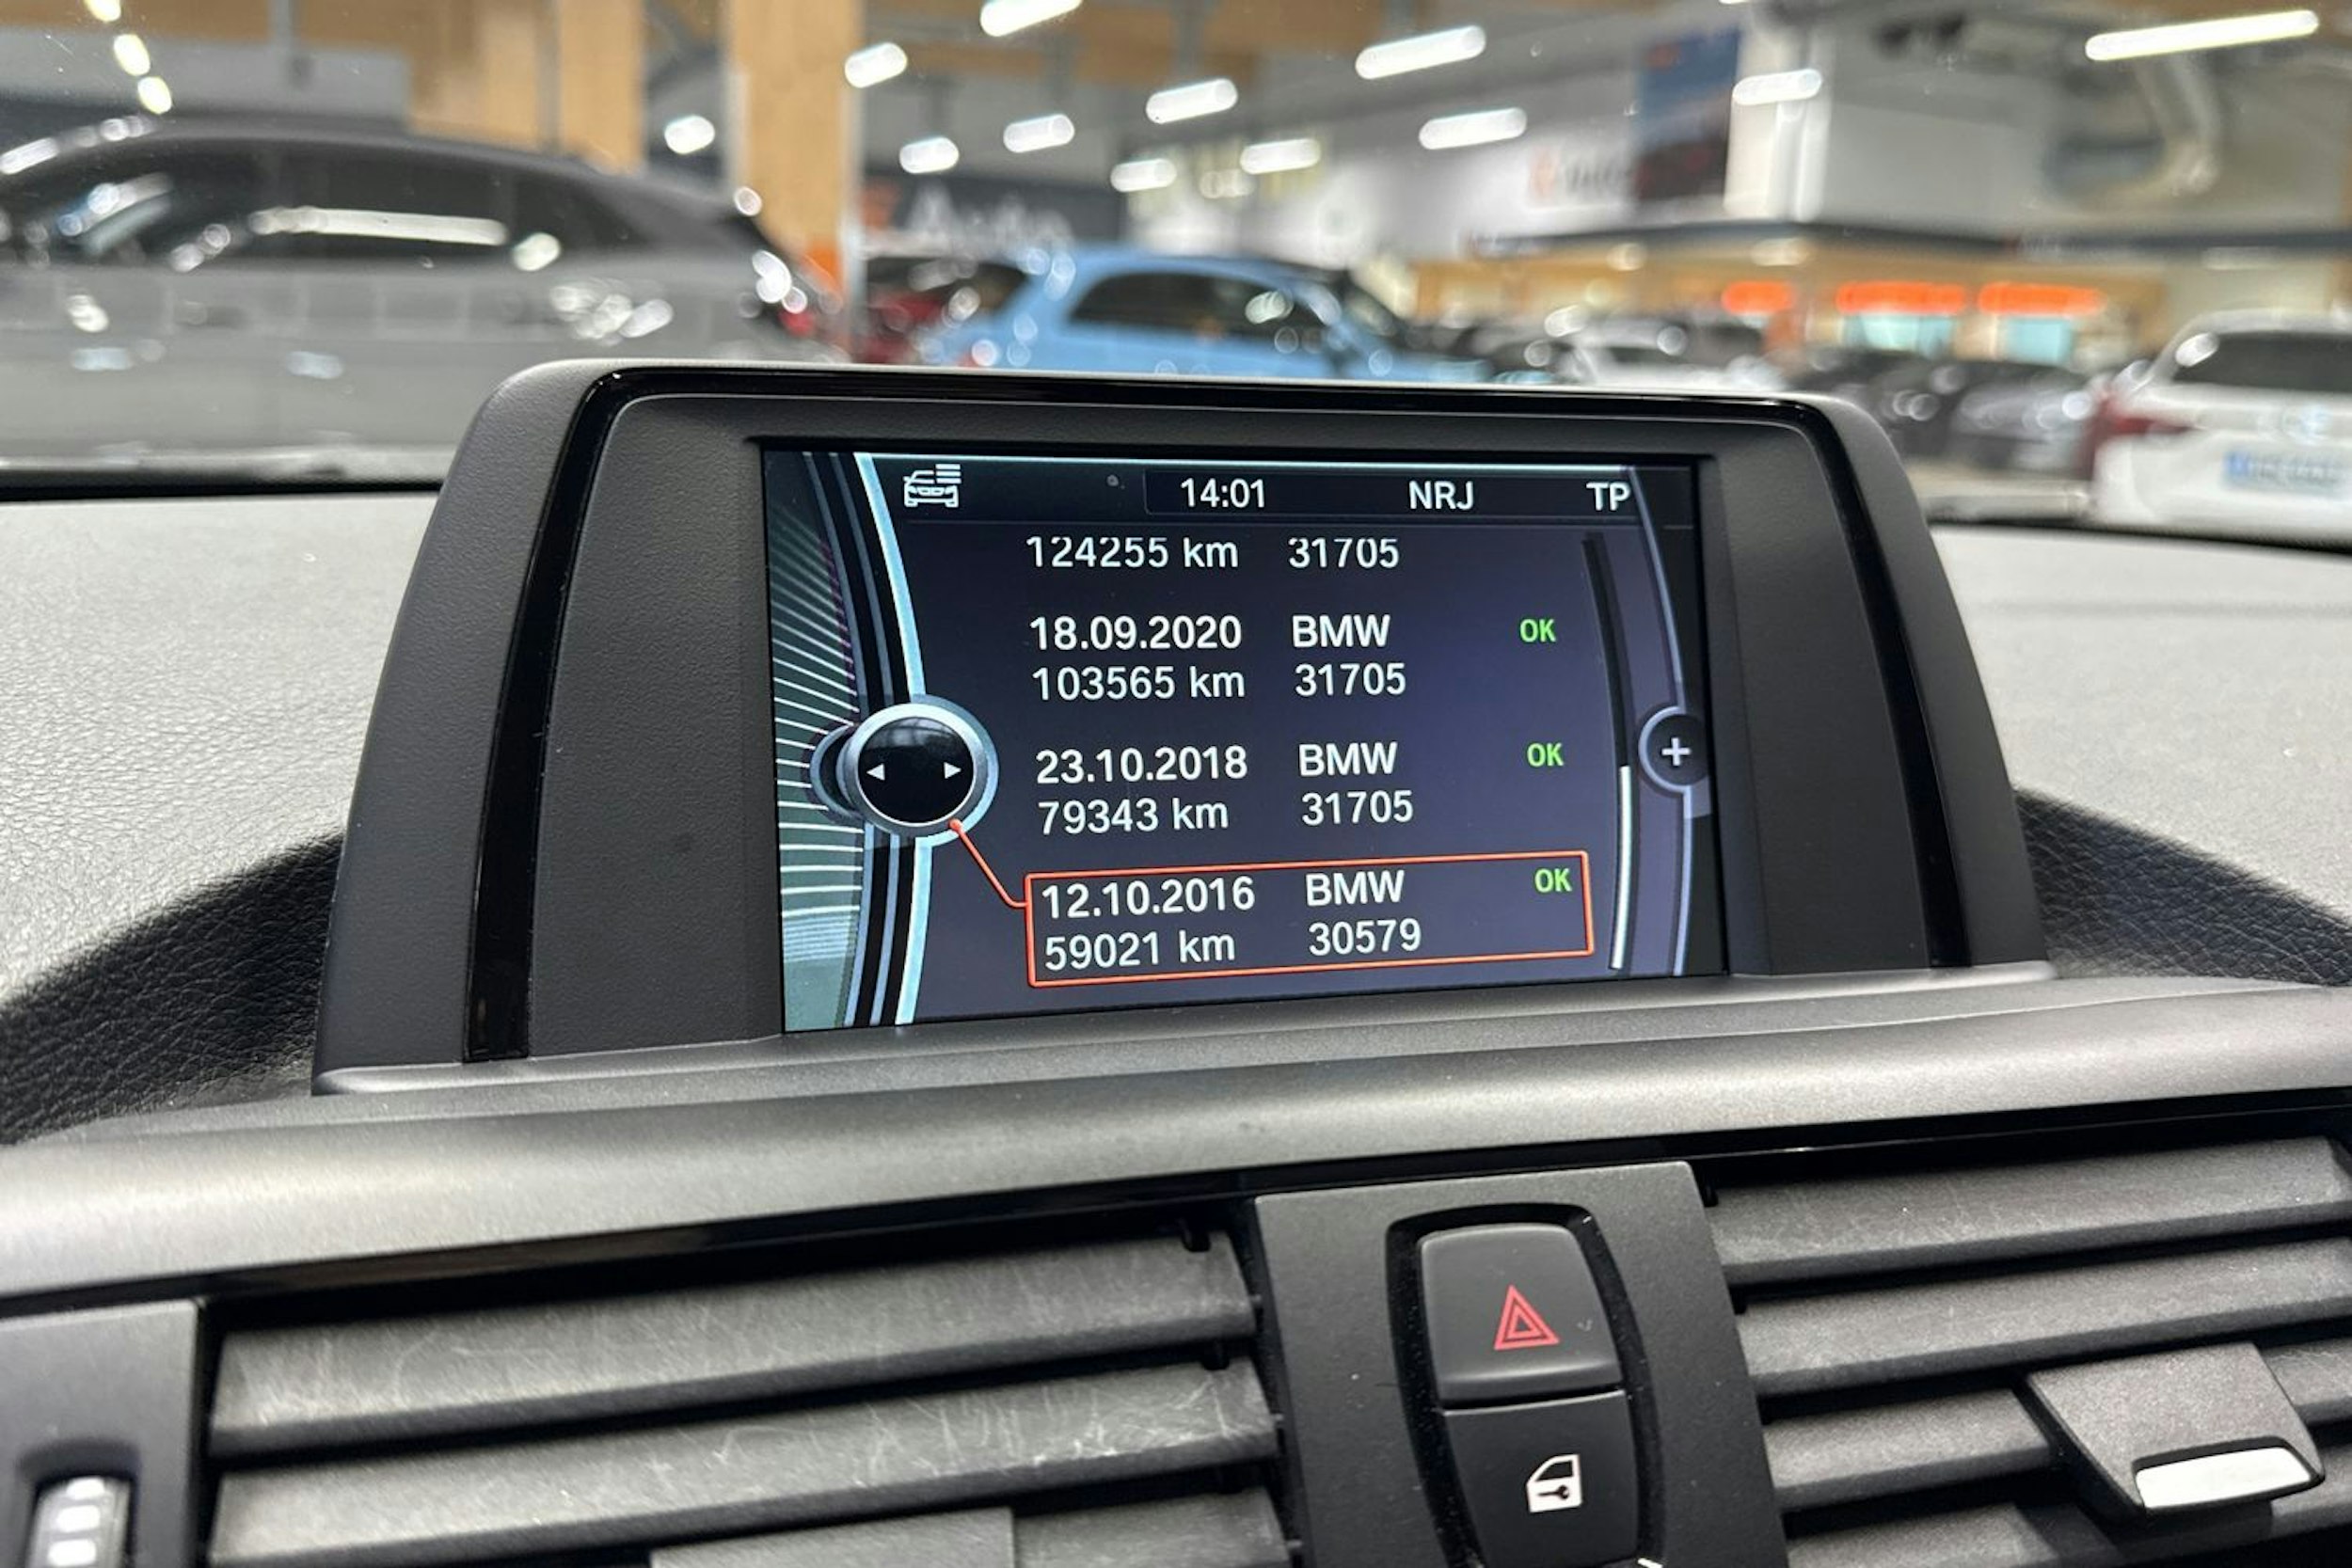 14:01 NRJ TP
124255 km 31705
18.09.2020 BMW OK
103565 km 31705
23.10.2018 BMW OK
79343 km 31705
12.10.2016 BMW OK
59021 km 30579